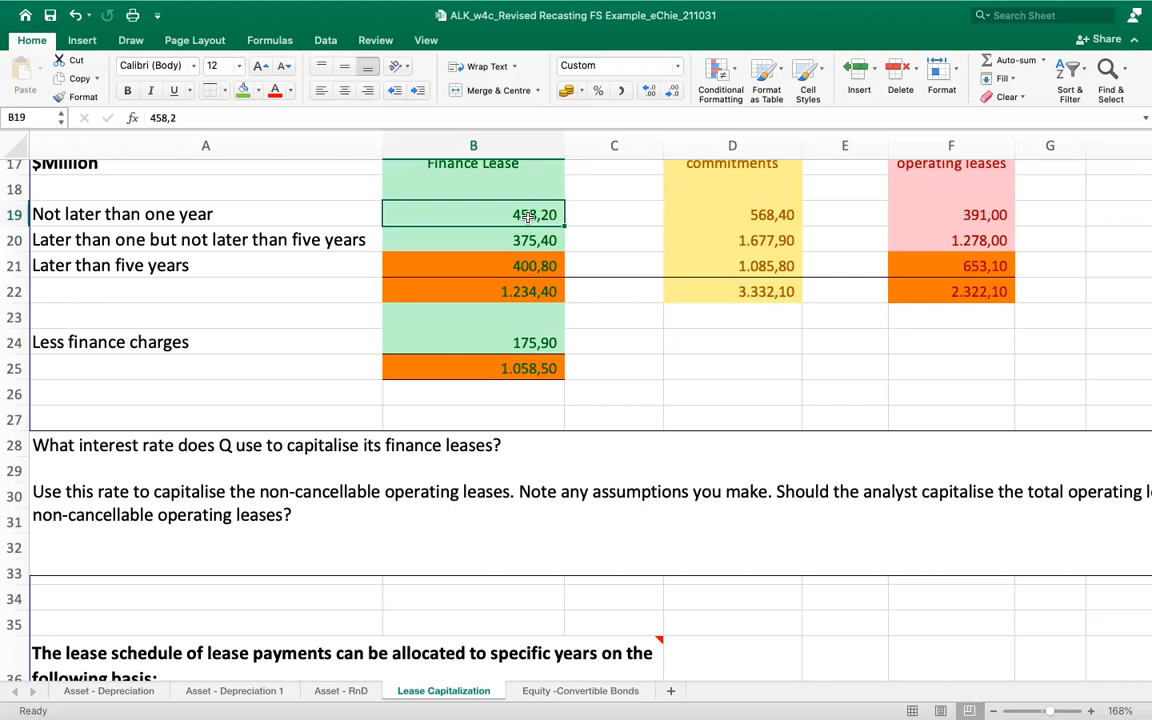 ALK_w4c_Revised Recasting FS Example_eChie_211031
Search Sheet
Home Insert Draw Page Layout Formulas Data Review View
Share
Paste
Cut
Copy
Format
Calibri (Body) 12
Wrap Text
Merge & Centre
Custom
Conditional Formatting
Format as Table
Cell Styles
Insert
Delete
Format
Auto-sum
Fill
Clear
Sort & Filter
Find & Select
B19 fx 458,2
A B C D E F G
17 $Million Finance Lease commitments operating leases
18
19 Not later than one year 458,20 568,40 391,00
20 Later than one but not later than five years 375,40 1.677,90 1.278,00
21 Later than five years 400,80 1.085,80 653,10
22 1.234,40 3.332,10 2.322,10
23
24 Less finance charges 175,90
25 1.058,50
26
27
28 What interest rate does Q use to capitalise its finance leases?
29
30 Use this rate to capitalise the non-cancellable operating leases. Note any assumptions you make. Should the analyst capitalise the total operating l
31 non-cancellable operating leases?
32
33
34
35
The lease schedule of lease payments can be allocated to specific years on the
36 following basis:
Asset - Depreciation Asset - Depreciation 1 Asset - RnD Lease Capitalization Equity -Convertible Bonds
Ready 168%